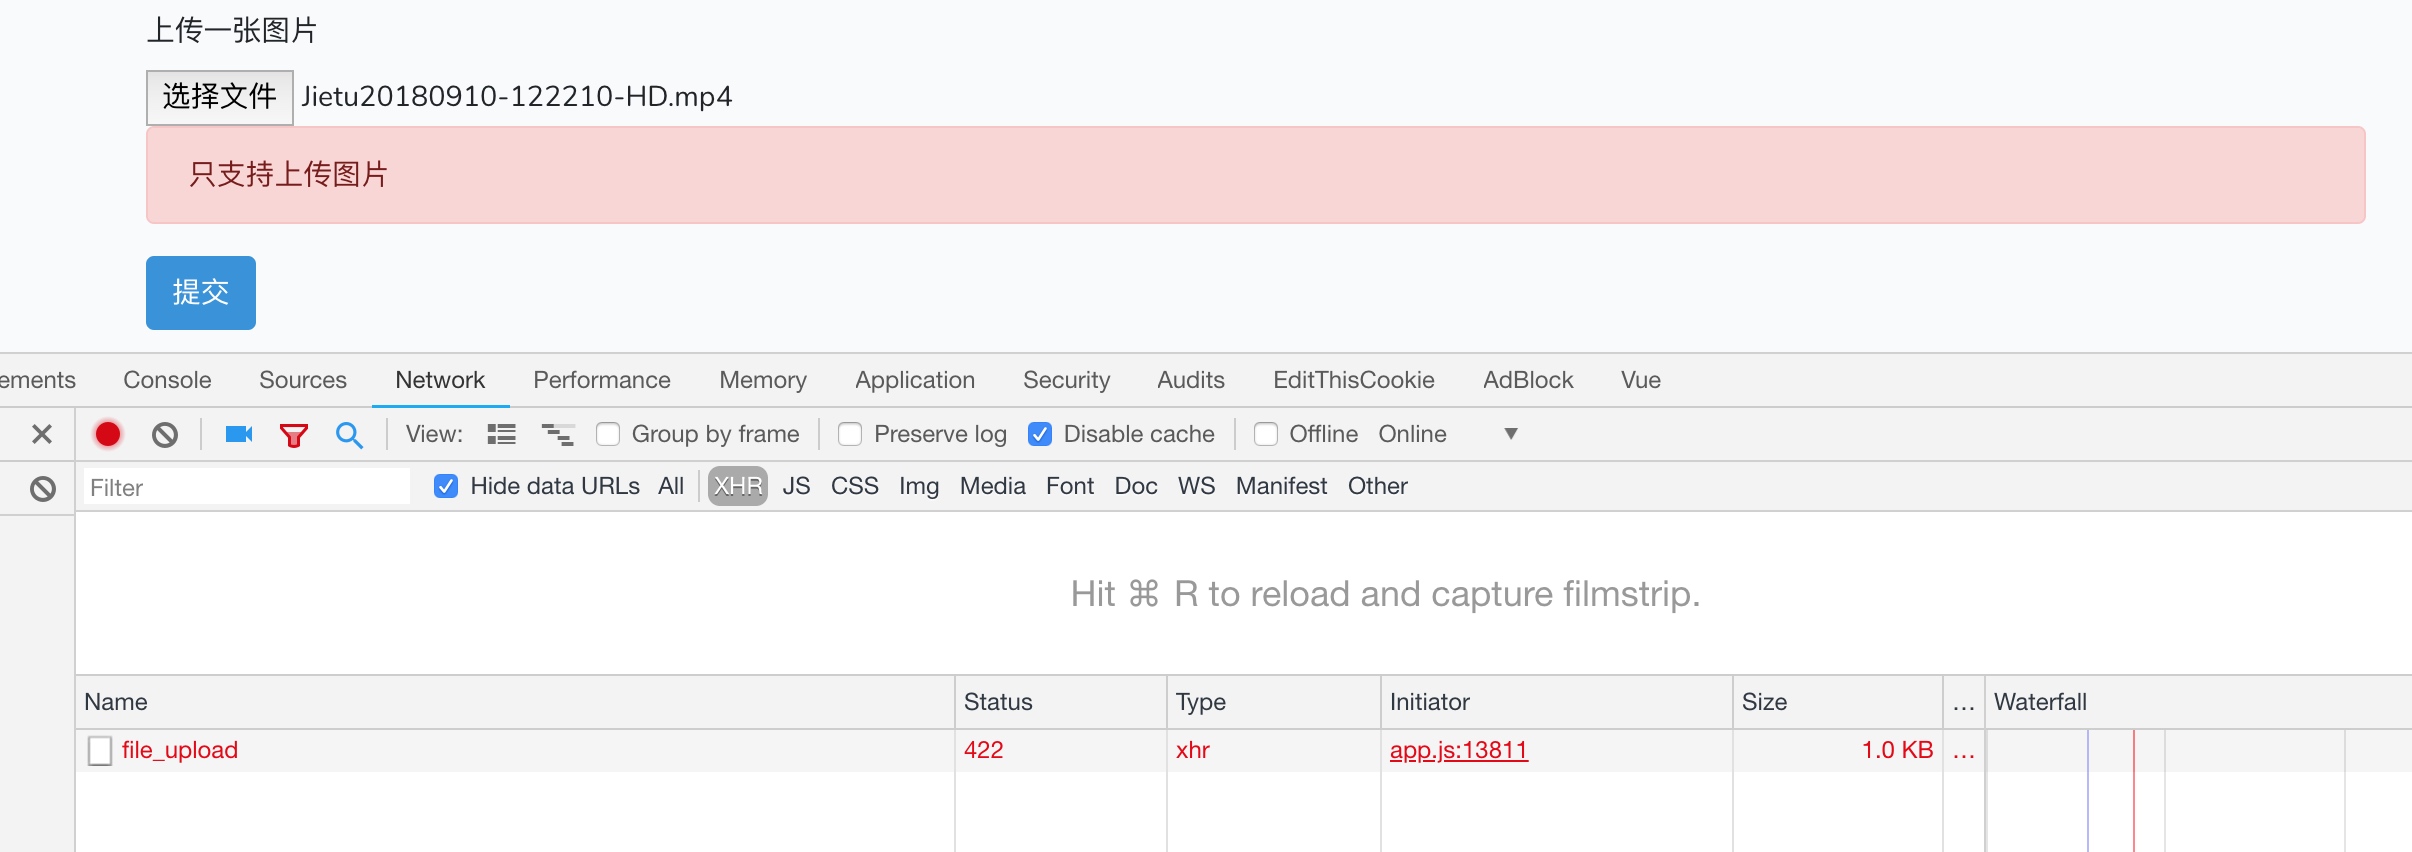 上传一张图片
选择文件 Jietu20180910-122210-HD.mp4
只支持上传图片
提交
ements Console Sources Network Performance Memory Application Security Audits EditThisCookie AdBlock Vue
View: Group by frame Preserve log Disable cache Offline Online
Filter Hide data URLs All XHR JS CSS Img Media Font Doc WS Manifest Other
Hit ⌘ R to reload and capture filmstrip.
Name Status Type Initiator Size ... Waterfall
file_upload 422 xhr app.js:13811 1.0 KB ...